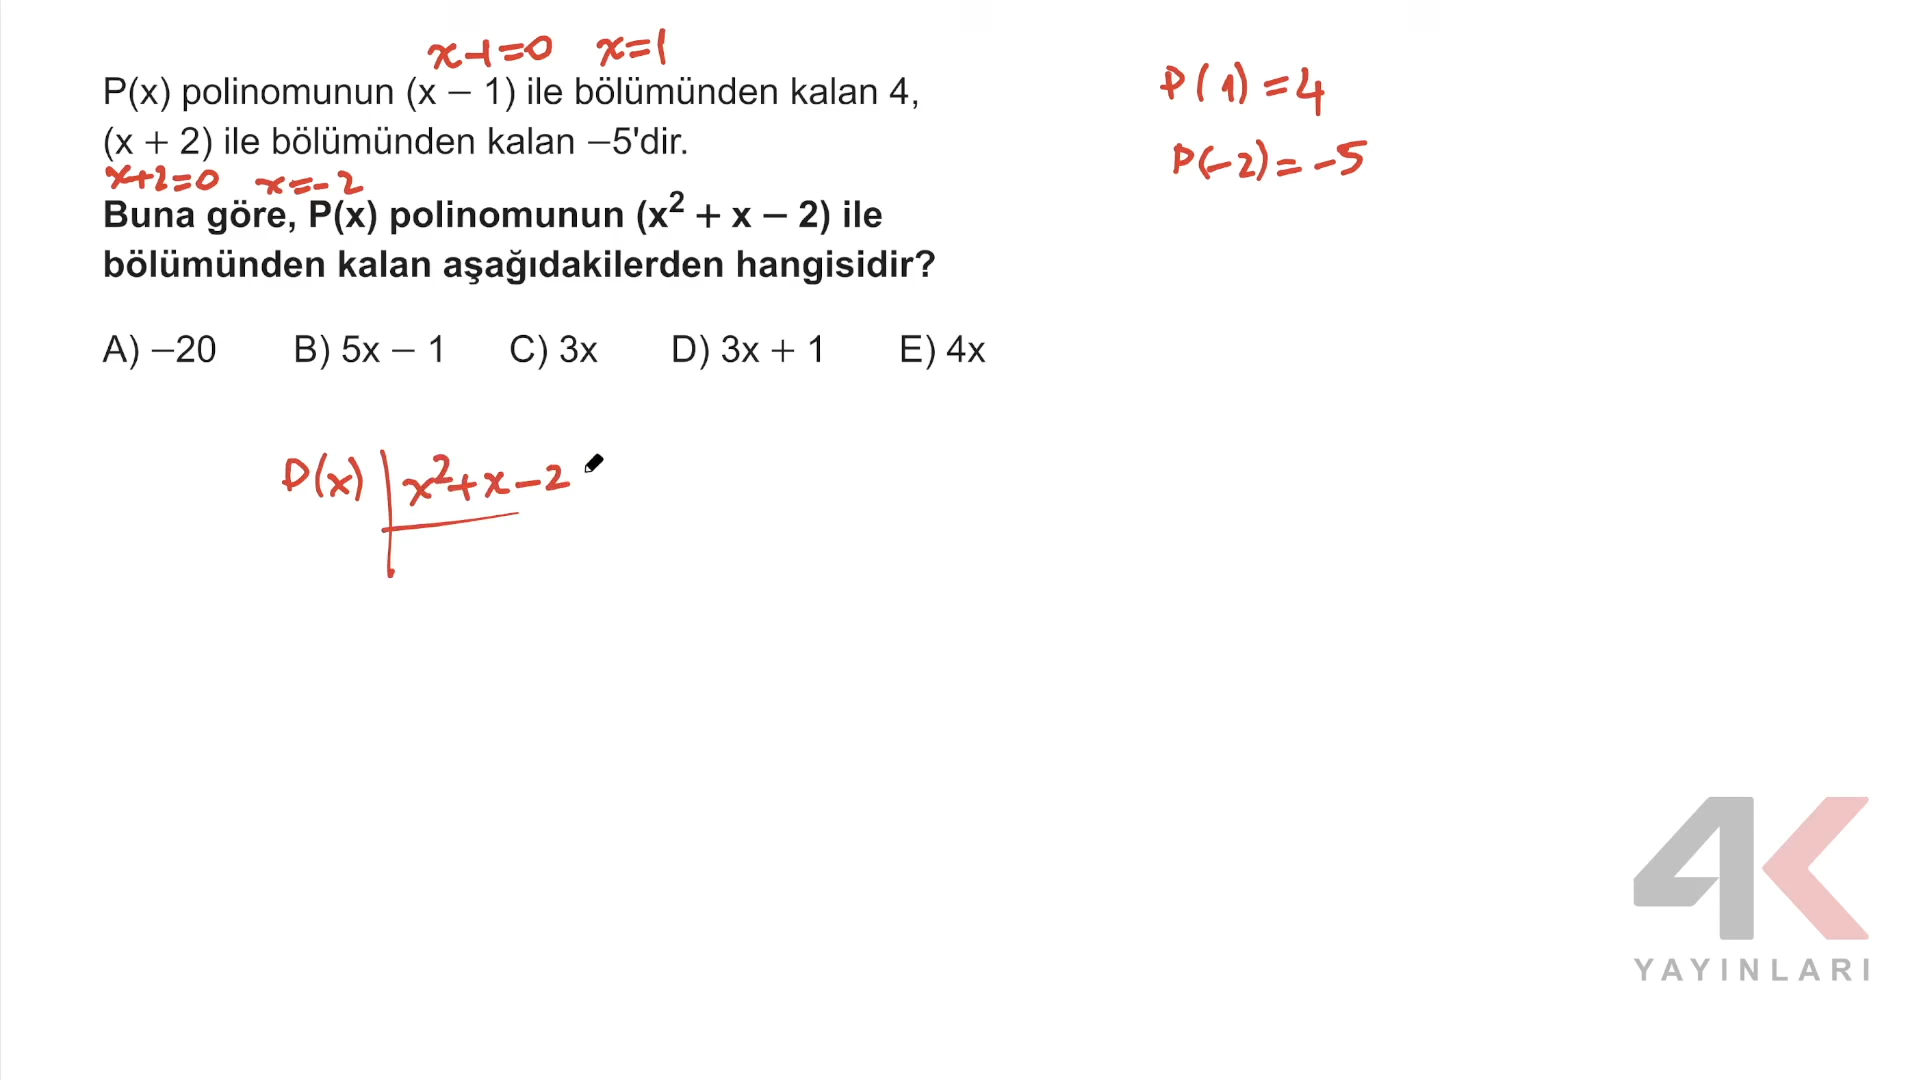 x-1=0 x=1
P(x) polinomunun (x − 1) ile bölümünden kalan 4,
(x + 2) ile bölümünden kalan −5'dir.
x+2=0 x=-2
Buna göre, P(x) polinomunun (x² + x − 2) ile
bölümünden kalan aşağıdakilerden hangisidir?
A) −20 B) 5x − 1 C) 3x D) 3x + 1 E) 4x
P(1)=4
P(-2)=-5
P(x) x²+x-2
4K
YAYINLARI